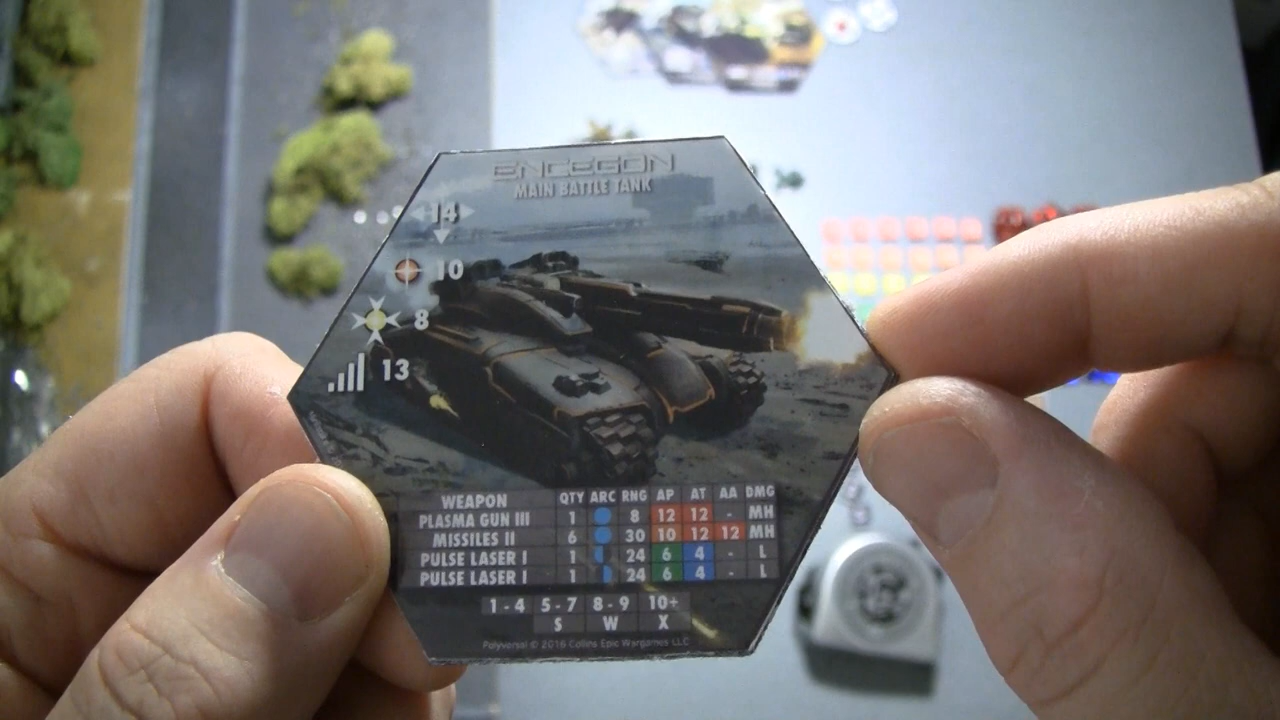 ENCEGON
MAIN BATTLE TANK
14
10
8
13
WEAPON QTY ARC RNG AP AT AA DMG
PLASMA GUN III 1 8 12 12 - MH
MISSILES II 6 30 10 12 12 MH
PULSE LASER I 1 24 6 4 - L
PULSE LASER I 1 24 6 4 - L
1-4 5-7 8-9 10+
S W X
Polyversal © 2016 Collins Epic Wargames LLC